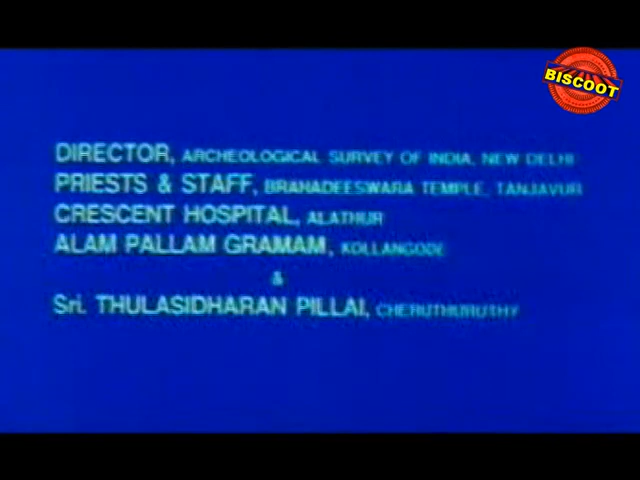 BISCOOT
DIRECTOR, ARCHEOLOGICAL SURVEY OF INDIA, NEW DELHI
PRIESTS & STAFF, BRAHADEESWARA TEMPLE, TANJAVUR
CRESCENT HOSPITAL, ALATHUR
ALAM PALLAM GRAMAM, KOLLANGODE
&
Sri. THULASIDHARAN PILLAI, CHERUTHURUTHY